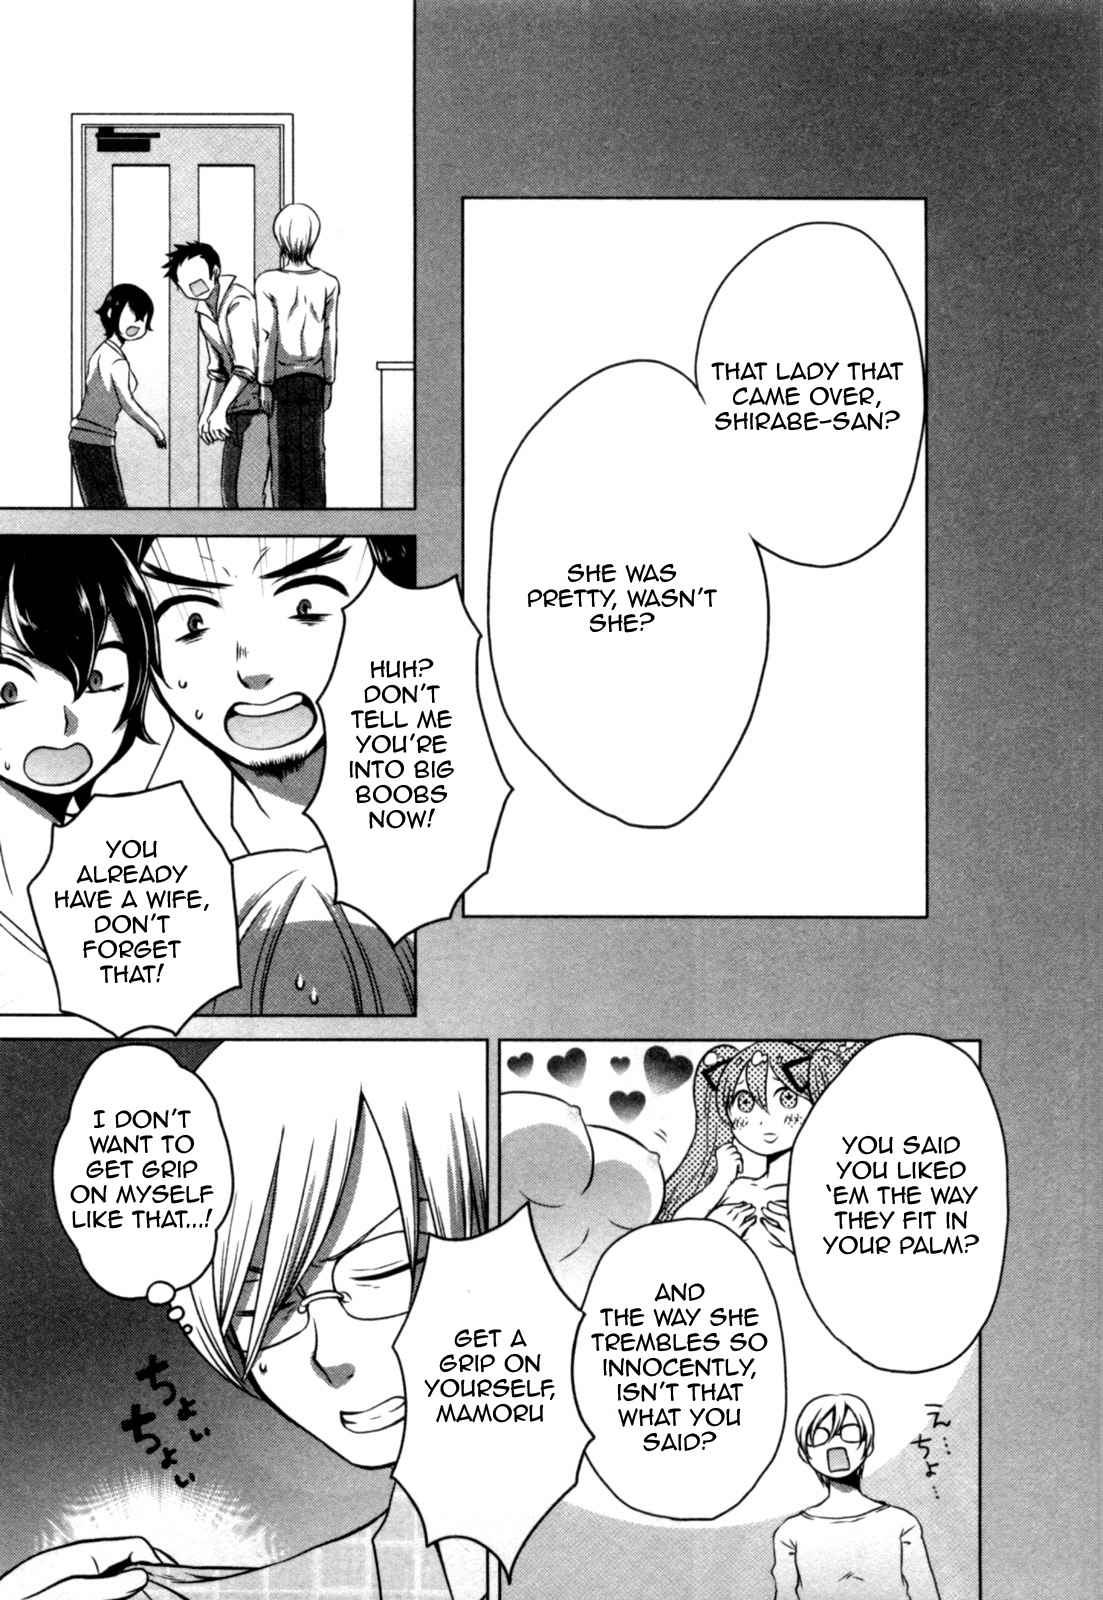 THAT LADY THAT
CAME OVER,
SHIRABE-SAN?
SHE WAS
PRETTY, WASN'T
SHE?
HUH?
DON'T
TELL ME
YOU'RE
INTO BIG
BOOBS
NOW!
YOU
ALREADY
HAVE A WIFE,
DON'T
FORGET
THAT!
YOU SAID
YOU LIKED
'EM THE WAY
THEY FIT IN
YOUR PALM?
AND
THE WAY SHE
TREMBLES SO
INNOCENTLY,
ISN'T THAT
WHAT YOU
SAID?
え…
ちょ…
GET A
GRIP ON
YOURSELF,
MAMORU
I DON'T
WANT TO
GET GRIP
ON MYSELF
LIKE THAT...!
ちょい
ちょい